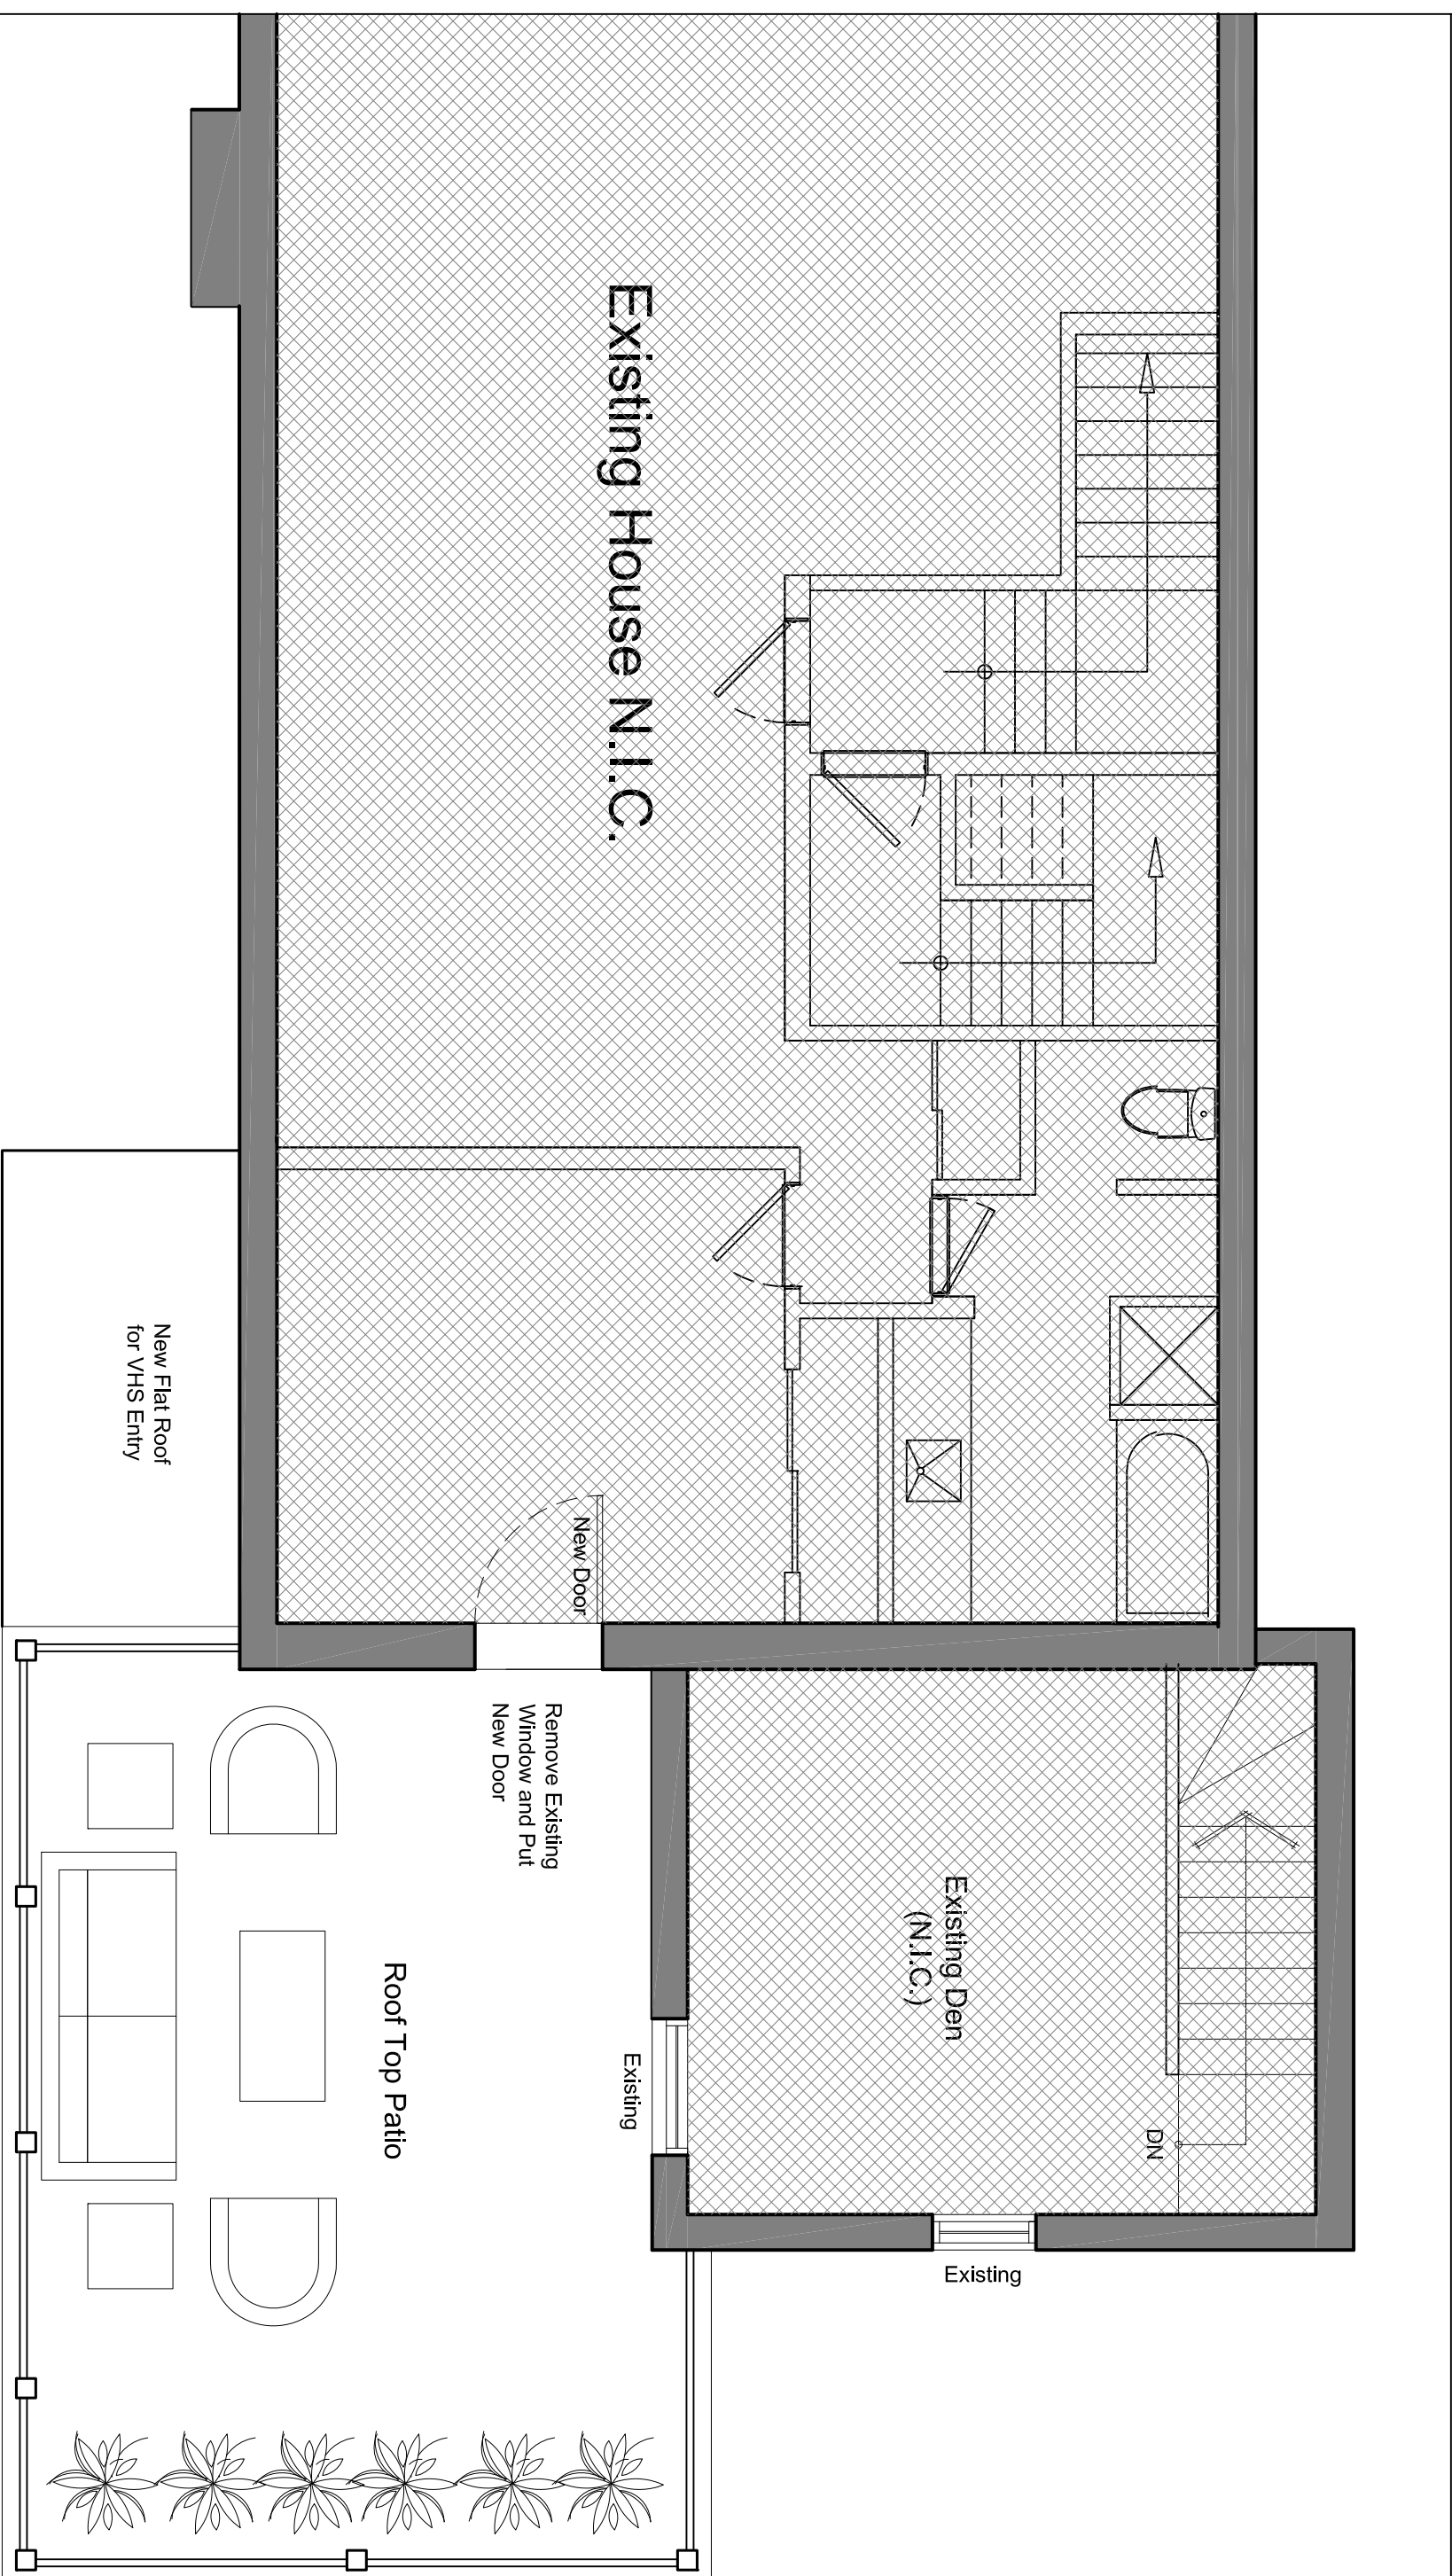 Existing House N.I.C.
New Flat Roof
for VHS Entry
New Door
Remove Existing
Window and Put
New Door
Existing Den
(N.I.C.)
DN
Roof Top Patio
Existing
Existing